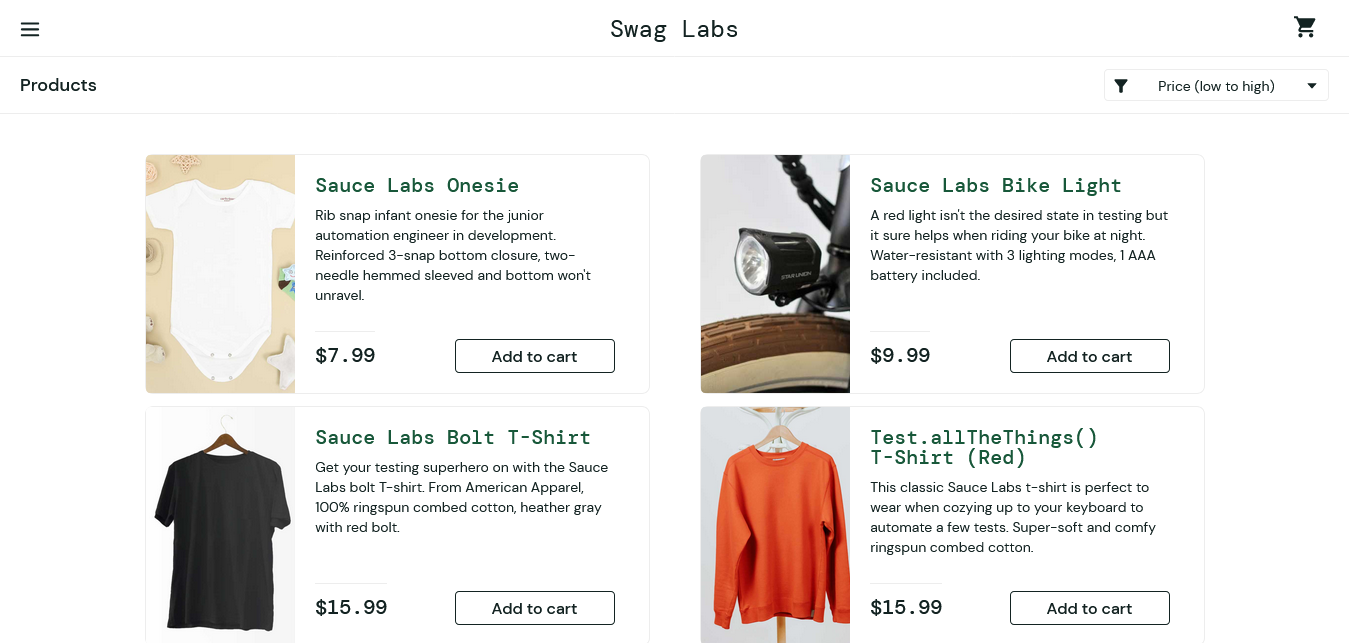 Swag Labs
Products
Price (low to high)
Sauce Labs Onesie
Rib snap infant onesie for the junior
automation engineer in development.
Reinforced 3-snap bottom closure, two-
needle hemmed sleeved and bottom won't
unravel.
$7.99
Add to cart
Sauce Labs Bike Light
A red light isn't the desired state in testing but
it sure helps when riding your bike at night.
Water-resistant with 3 lighting modes, 1 AAA
battery included.
STAR UNION
$9.99
Add to cart
Sauce Labs Bolt T-Shirt
Get your testing superhero on with the Sauce
Labs bolt T-shirt. From American Apparel,
100% ringspun combed cotton, heather gray
with red bolt.
$15.99
Add to cart
Test.allTheThings()
T-Shirt (Red)
This classic Sauce Labs t-shirt is perfect to
wear when cozying up to your keyboard to
automate a few tests. Super-soft and comfy
ringspun combed cotton.
$15.99
Add to cart